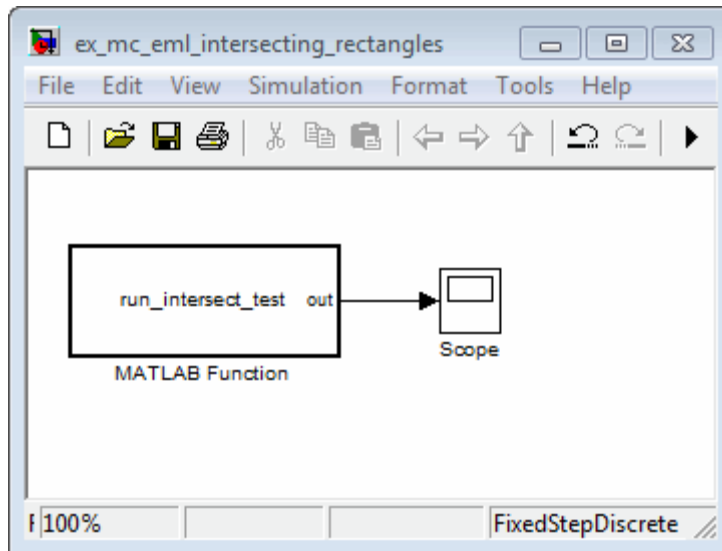 ex_mc_eml_intersecting_rectangles
File Edit View Simulation Format Tools Help
run_intersect_test out
Scope
MATLAB Function
100% FixedStepDiscrete